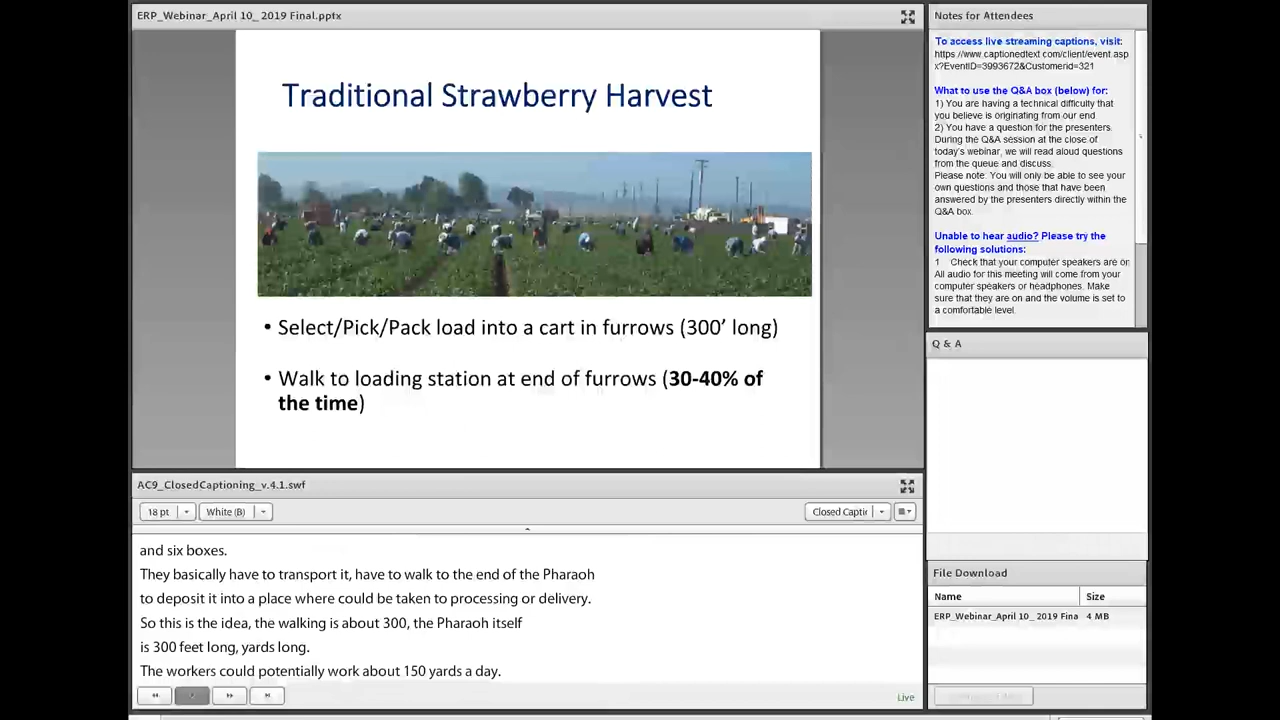 ERP_Webinar_April 10_ 2019 Final.pptx
Traditional Strawberry Harvest
• Select/Pick/Pack load into a cart in furrows (300’ long)
• Walk to loading station at end of furrows (30-40% of
the time)
AC9_ClosedCaptioning_v.4.1.swf
18 pt
White (B)
Closed Captir
and six boxes.
They basically have to transport it, have to walk to the end of the Pharaoh
to deposit it into a place where could be taken to processing or delivery.
So this is the idea, the walking is about 300, the Pharaoh itself
is 300 feet long, yards long.
The workers could potentially work about 150 yards a day.
Live
Notes for Attendees
To access live streaming captions, visit:
https://www.captionedtext.com/client/event.asp
x?EventID=3993672&Customerid=321
What to use the Q&A box (below) for:
1) You are having a technical difficulty that
you believe is originating from our end
2) You have a question for the presenters.
During the Q&A session at the close of
today's webinar, we will read aloud questions
from the queue and discuss.
Please note: You will only be able to see your
own questions and those that have been
answered by the presenters directly within the
Q&A box.
Unable to hear audio? Please try the
following solutions:
1 Check that your computer speakers are on
All audio for this meeting will come from your
computer speakers or headphones. Make
sure that they are on and the volume is set to
a comfortable level.
Q & A
File Download
Name
Size
ERP_Webinar_April 10_ 2019 Fina
4 MB